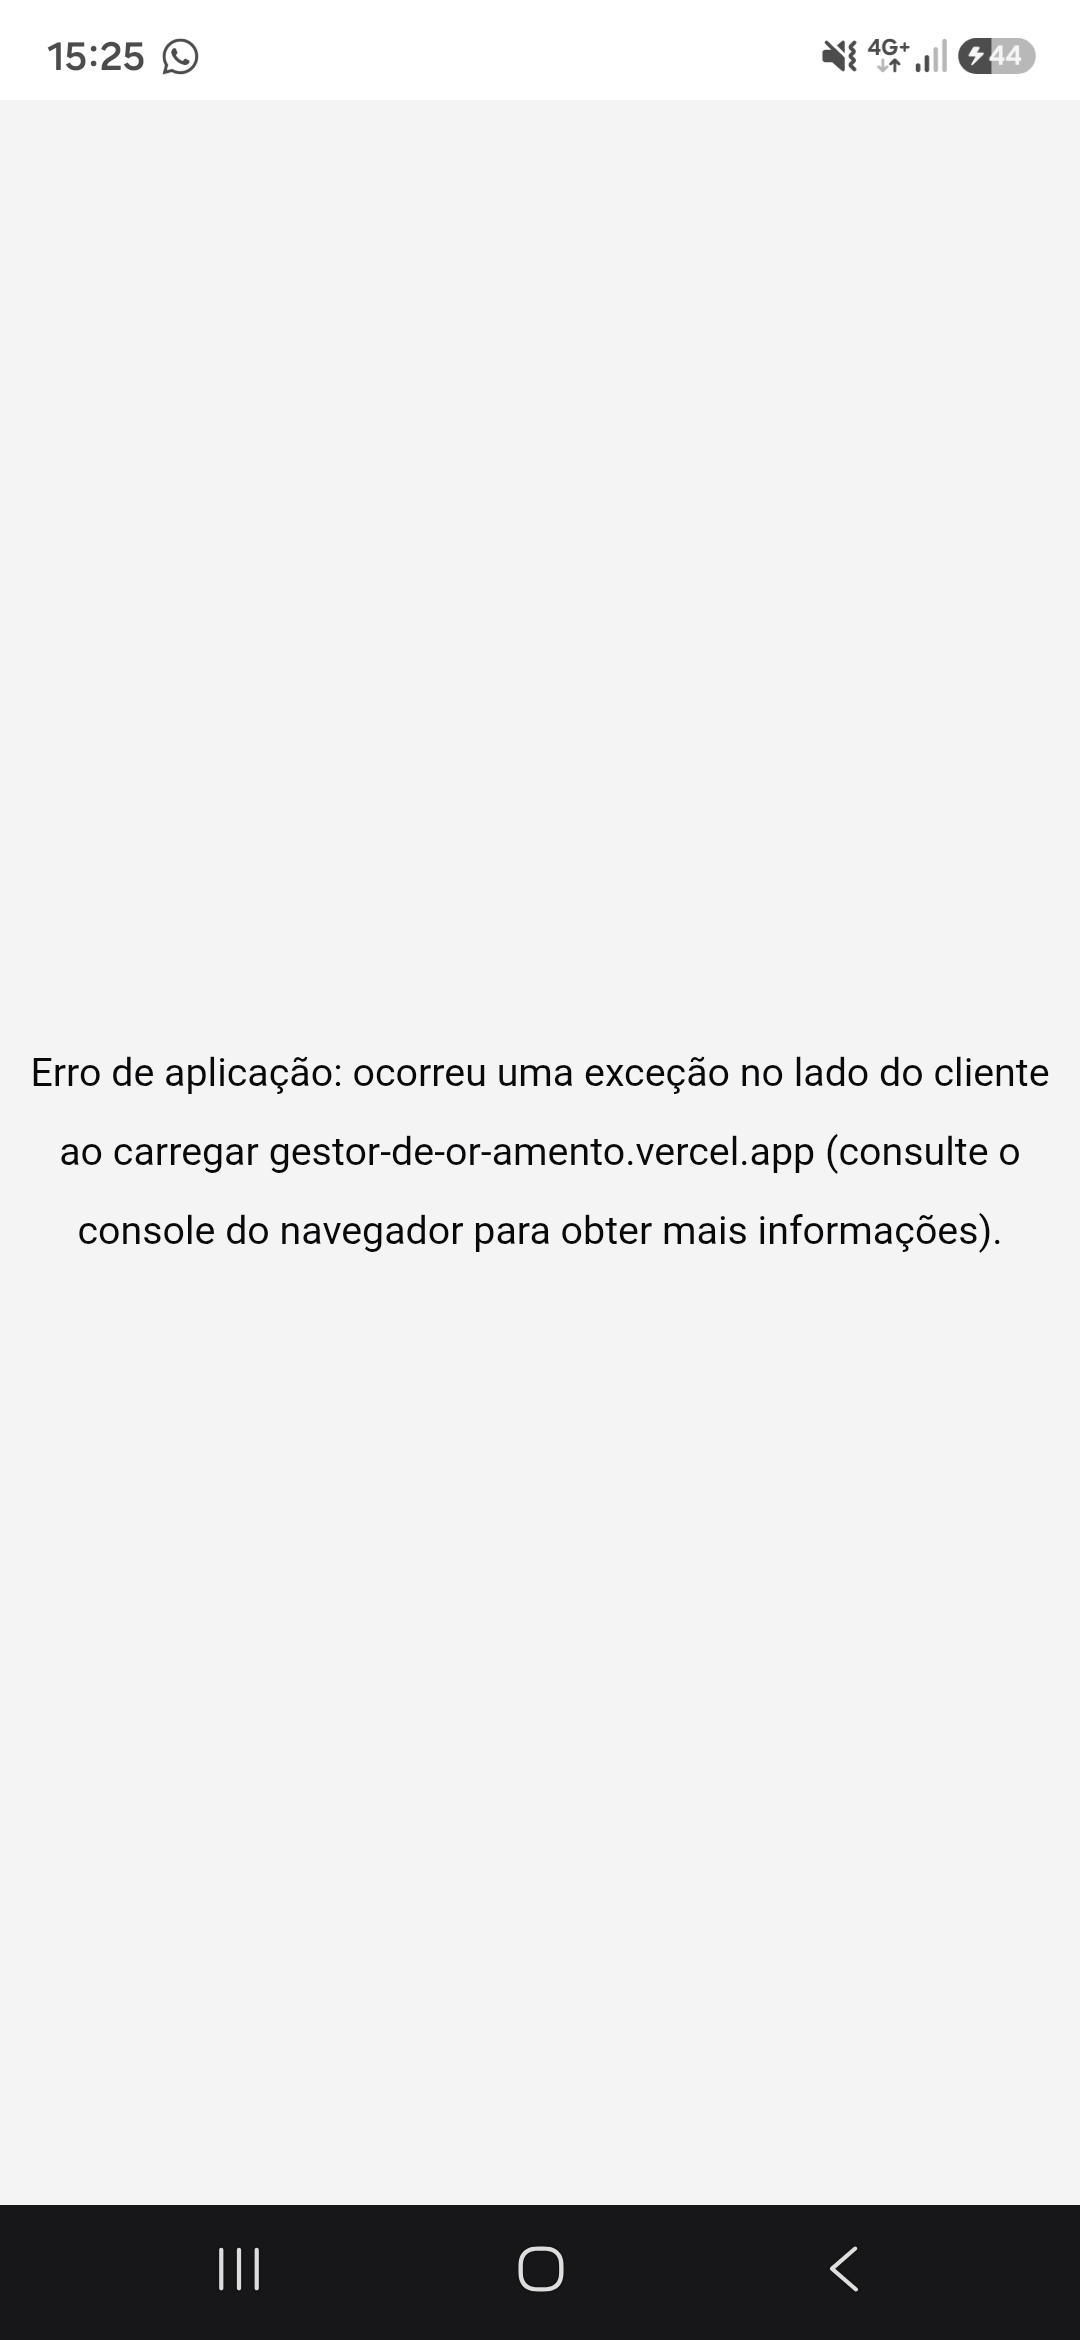 15:25
4G+
44
Erro de aplicação: ocorreu uma exceção no lado do cliente
ao carregar gestor-de-or-amento.vercel.app (consulte o
console do navegador para obter mais informações).